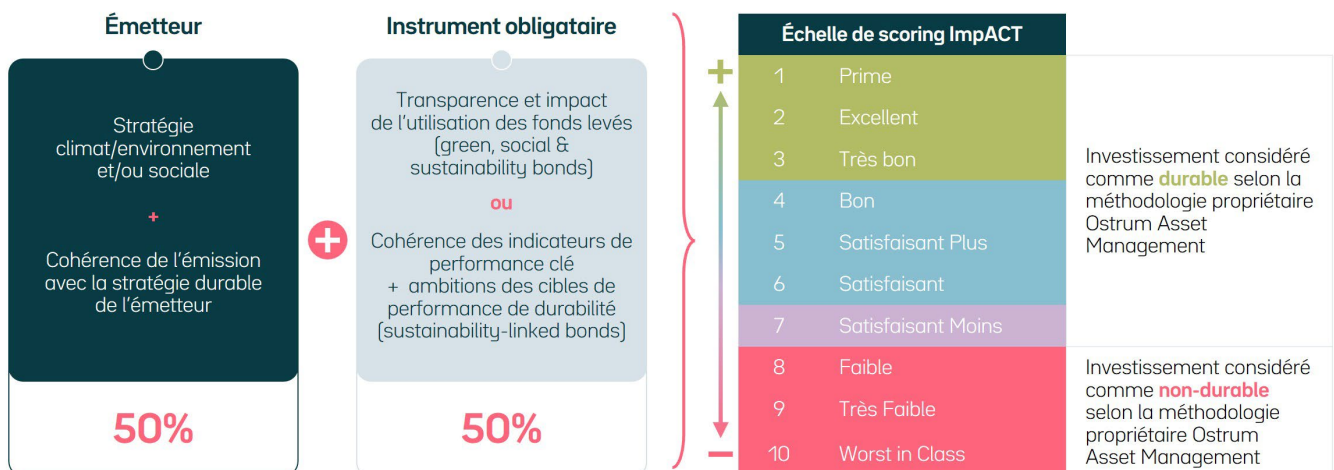 Émetteur
Stratégie
climat/environnement
et/ou sociale
+
Cohérence de l'émission
avec la stratégie durable
de l'émetteur
50%
+
Instrument obligataire
Transparence et impact
de l'utilisation des fonds levés
(green, social &
sustainability bonds)
ou
Cohérence des indicateurs de
performance clé
+ ambitions des cibles de
performance de durabilité
(sustainability-linked bonds)
50%
Échelle de scoring ImpACT
+
1 Prime
2 Excellent
3 Très bon
4 Bon
5 Satisfaisant Plus
6 Satisfaisant
7 Satisfaisant Moins
8 Faible
9 Très Faible
10 Worst in Class
−
Investissement considéré
comme durable selon la
méthodologie propriétaire
Ostrum Asset
Management
Investissement considéré
comme non-durable
selon la méthodologie
propriétaire Ostrum
Asset Management